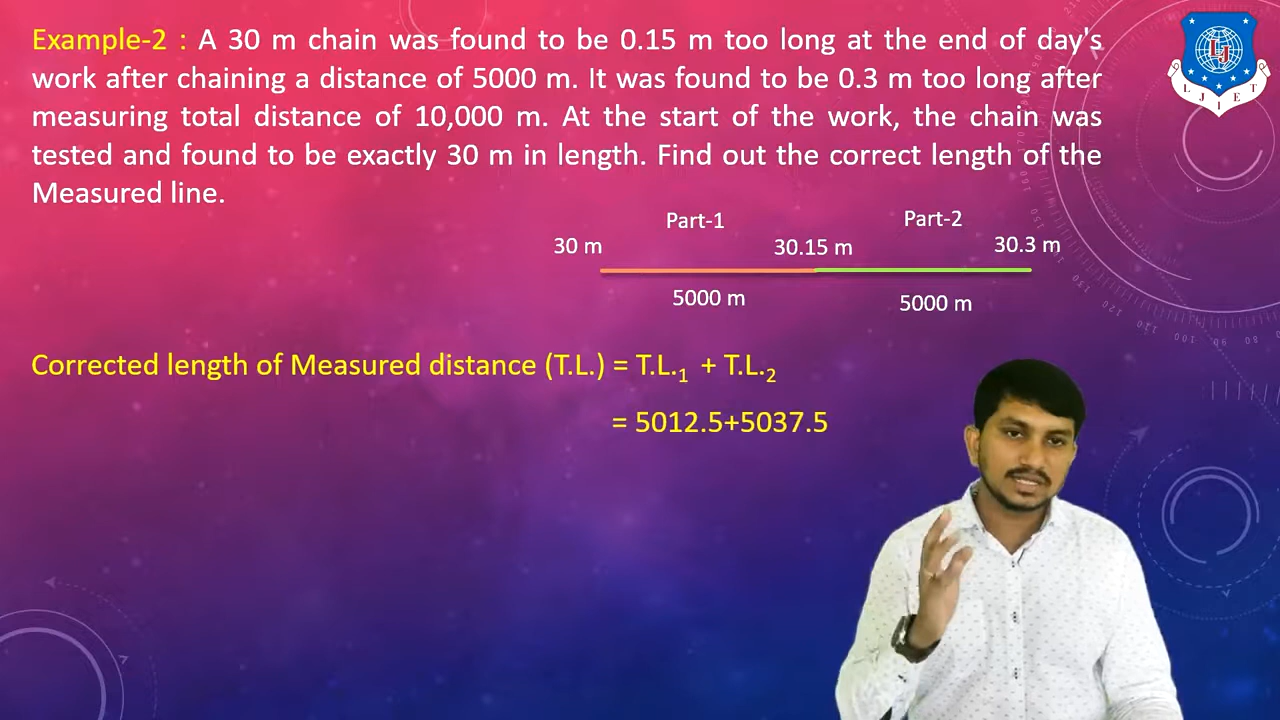 Example-2 : A 30 m chain was found to be 0.15 m too long at the end of day's
work after chaining a distance of 5000 m. It was found to be 0.3 m too long after
measuring total distance of 10,000 m. At the start of the work, the chain was
tested and found to be exactly 30 m in length. Find out the correct length of the
Measured line.
Part-1 Part-2
30 m 30.15 m 30.3 m
5000 m 5000 m
Corrected length of Measured distance (T.L.) = T.L.₁ + T.L.₂
= 5012.5+5037.5
LJ
L J I E T